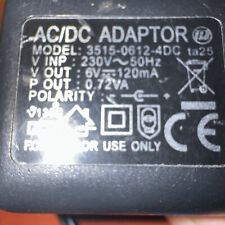 AC/DC ADAPTOR
MODEL: 3515-0612-4DC ta25
V INP : 230V~50Hz
V OUT : 6V⎓120mA
P OUT : 0.72VA
POLARITY
FOR INDOOR USE ONLY